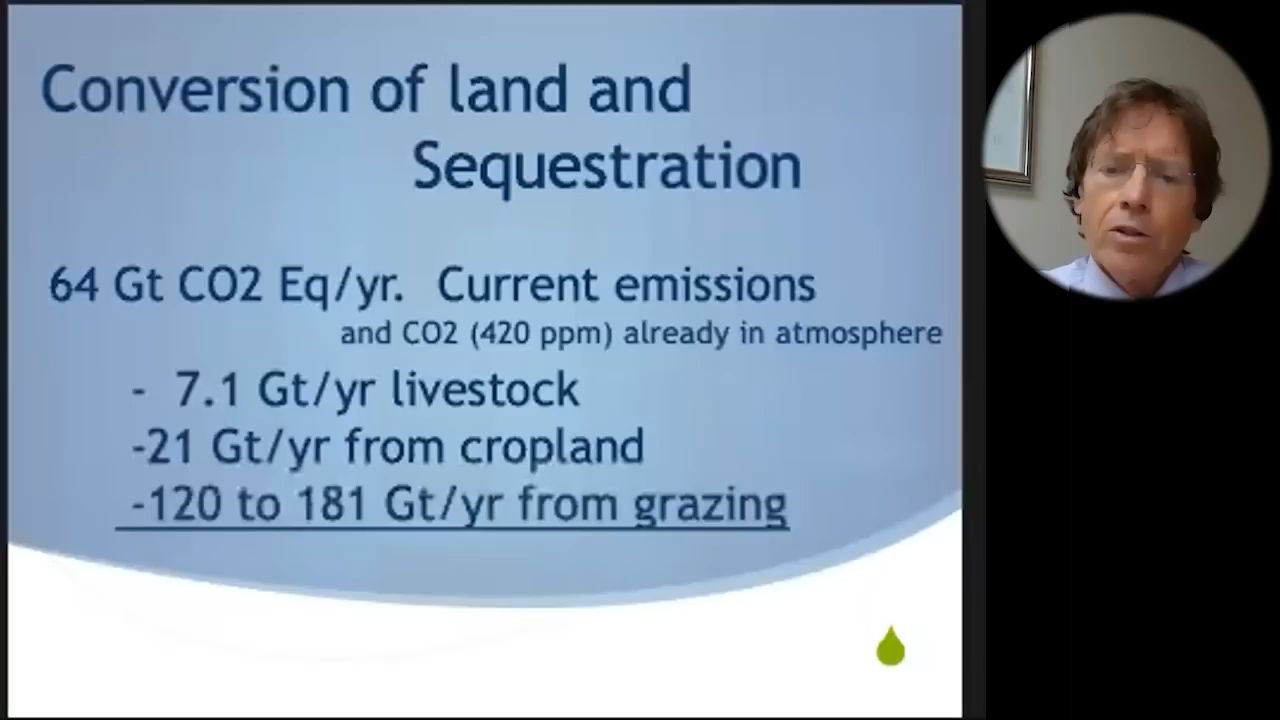 Conversion of land and
Sequestration
64 Gt CO2 Eq/yr. Current emissions
and CO2 (420 ppm) already in atmosphere
- 7.1 Gt/yr livestock
-21 Gt/yr from cropland
-120 to 181 Gt/yr from grazing